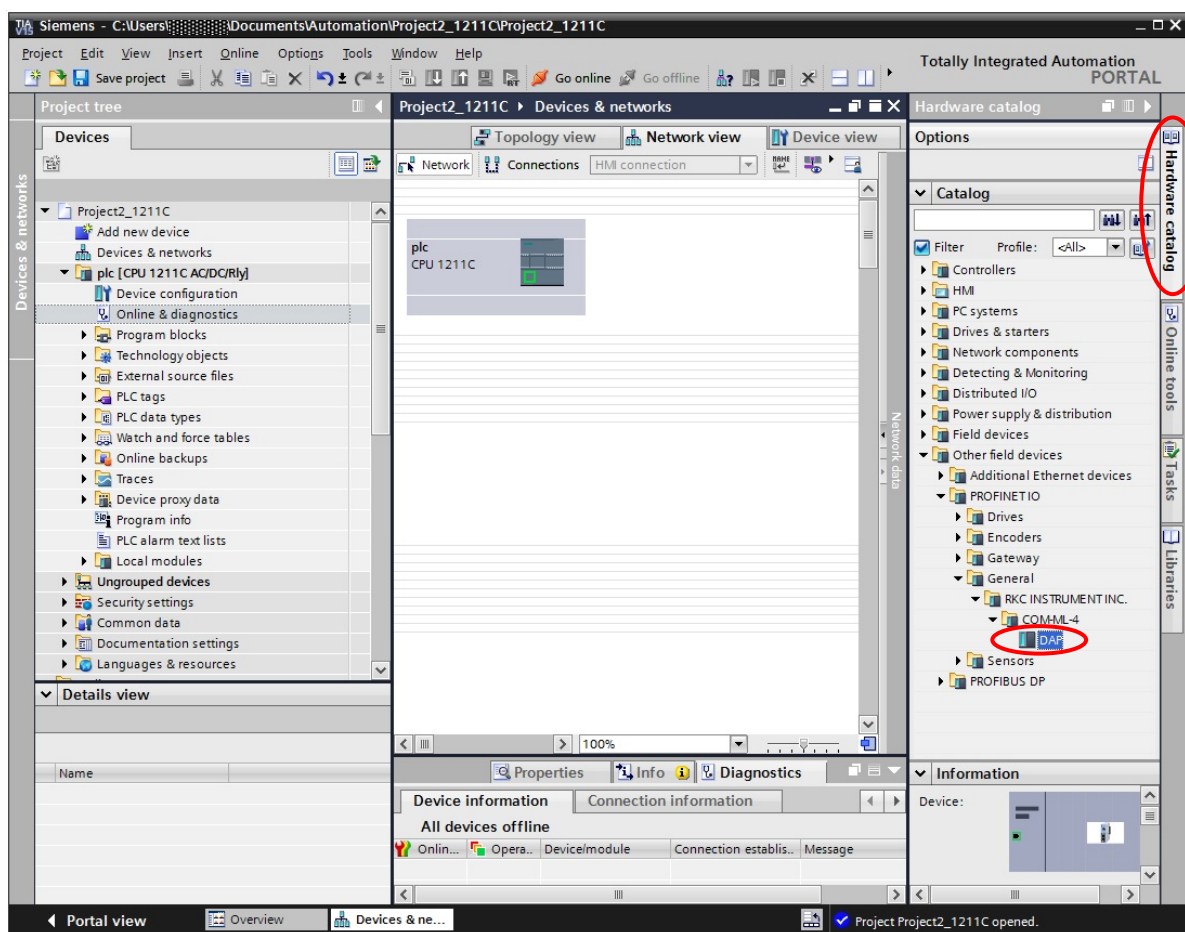 Siemens - C:\Users\ \Documents\Automation\Project2_1211C\Project2_1211C
Project Edit View Insert Online Options Tools Window Help
Totally Integrated Automation
PORTAL
Save project Go online Go offline
Project tree
Devices
Devices & networks
Project2_1211C
Add new device
Devices & networks
plc [CPU 1211C AC/DC/Rly]
Device configuration
Online & diagnostics
Program blocks
Technology objects
External source files
PLC tags
PLC data types
Watch and force tables
Online backups
Traces
Device proxy data
Program info
PLC alarm text lists
Local modules
Ungrouped devices
Security settings
Common data
Documentation settings
Languages & resources
Details view
Name
Project2_1211C Devices & networks
Topology view Network view Device view
Network Connections HMI connection
plc
CPU 1211C
Network data
100%
Properties Info Diagnostics
Device information Connection information
All devices offline
Onlin... Opera.. Device/module Connection establis.. Message
Hardware catalog
Options
Catalog
Filter Profile: <All>
Controllers
HMI
PC systems
Drives & starters
Network components
Detecting & Monitoring
Distributed I/O
Power supply & distribution
Field devices
Other field devices
Additional Ethernet devices
PROFINET IO
Drives
Encoders
Gateway
General
RKC INSTRUMENT INC.
COM-ML-4
DAP
Sensors
PROFIBUS DP
Information
Device:
Hardware catalog
Online tools
Tasks
Libraries
Portal view Overview Devices & ne...
Project Project2_1211C opened.